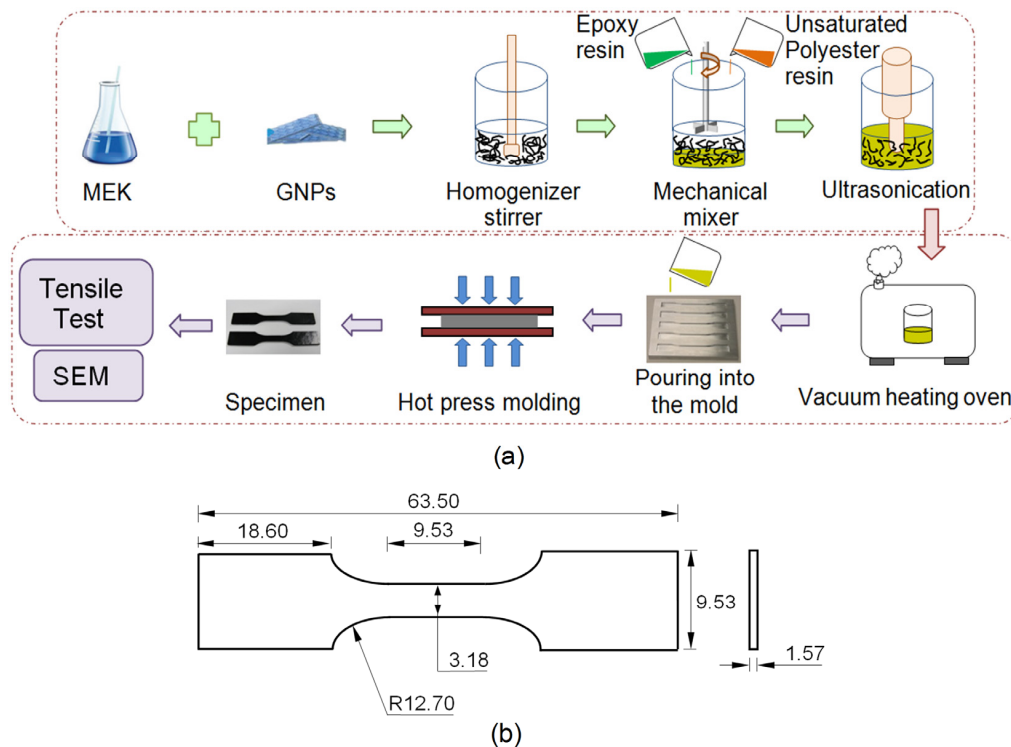 Epoxy
resin
Unsaturated
Polyester
resin
MEK
GNPs
Homogenizer
stirrer
Mechanical
mixer
Ultrasonication
Tensile
Test
SEM
Specimen
Hot press molding
Pouring into
the mold
Vacuum heating oven
(a)
63.50
18.60
9.53
9.53
3.18
1.57
R12.70
(b)